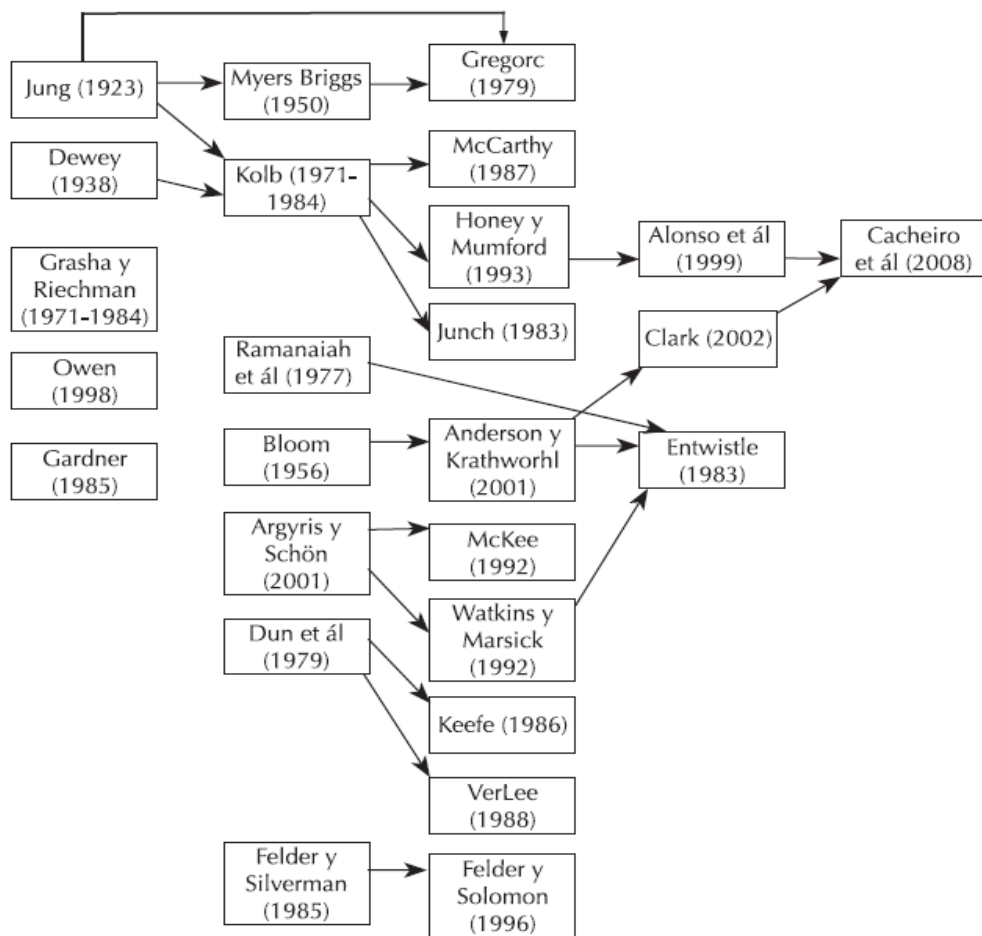 Jung (1923)
Dewey
(1938)
Grasha y
Riechman
(1971-1984)
Owen
(1998)
Gardner
(1985)
Myers Briggs
(1950)
Kolb (1971-
1984)
Ramanaiah
et ál (1977)
Bloom
(1956)
Argyris y
Schön
(2001)
Dun et ál
(1979)
Felder y
Silverman
(1985)
Gregorc
(1979)
McCarthy
(1987)
Honey y
Mumford
(1993)
Junch (1983)
Anderson y
Krathworhl
(2001)
McKee
(1992)
Watkins y
Marsick
(1992)
Keefe (1986)
VerLee
(1988)
Felder y
Solomon
(1996)
Alonso et ál
(1999)
Clark (2002)
Entwistle
(1983)
Cacheiro
et ál (2008)